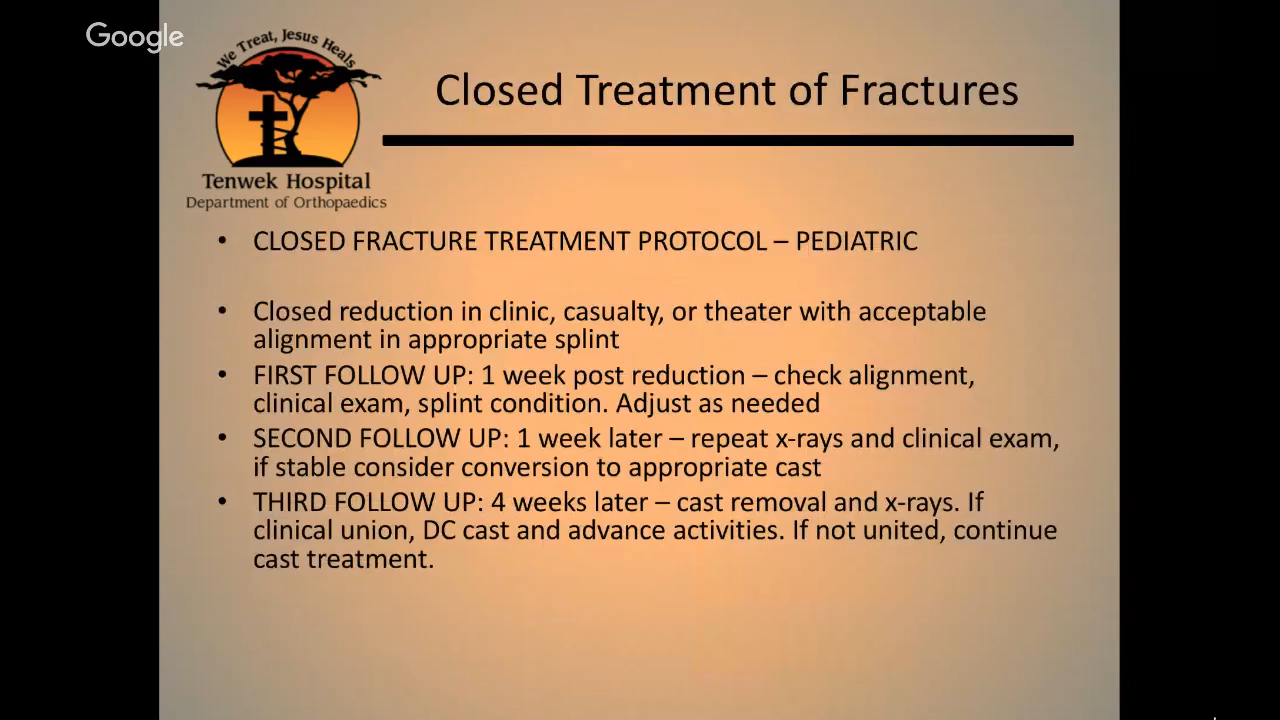 Google
We Treat, Jesus Heals
Closed Treatment of Fractures
Tenwek Hospital
Department of Orthopaedics
• CLOSED FRACTURE TREATMENT PROTOCOL – PEDIATRIC
• Closed reduction in clinic, casualty, or theater with acceptable
alignment in appropriate splint
• FIRST FOLLOW UP: 1 week post reduction – check alignment,
clinical exam, splint condition. Adjust as needed
• SECOND FOLLOW UP: 1 week later – repeat x-rays and clinical exam,
if stable consider conversion to appropriate cast
• THIRD FOLLOW UP: 4 weeks later – cast removal and x-rays. If
clinical union, DC cast and advance activities. If not united, continue
cast treatment.